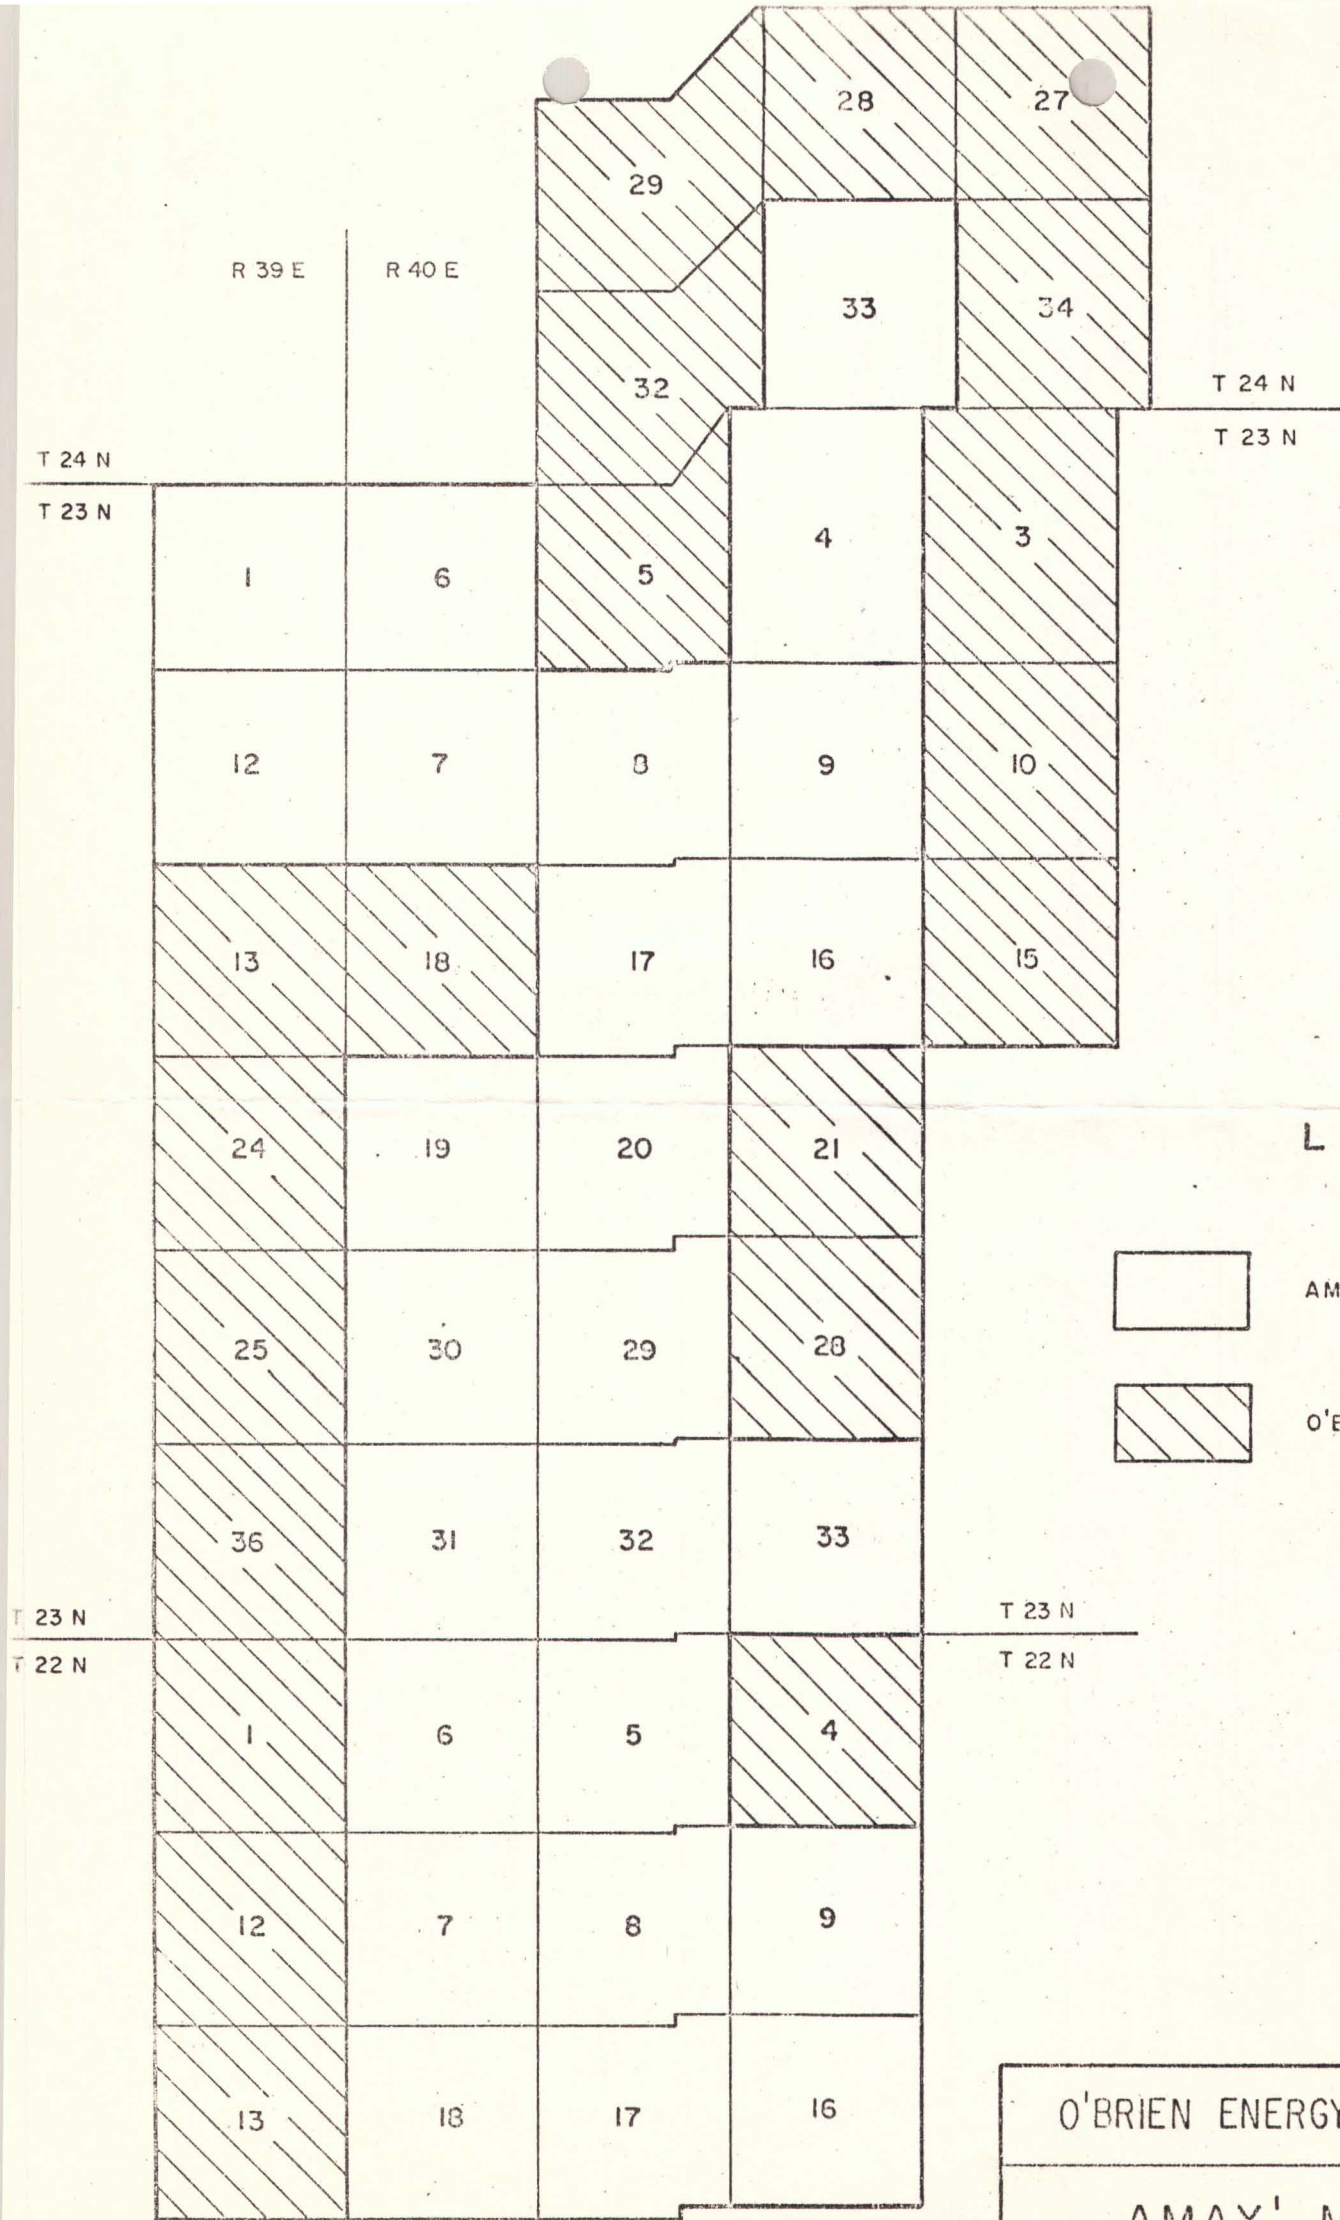 28 27
29
R 39 E R 40 E
33 34
32
T 24 N
T 23 N
T 24 N
T 23 N
4 3
1 6 5
12 7 8 9 10
13 18 17 16 15
24 19 20 21
L
AM
25 30 29 28
O'B
36 31 32 33
T 23 N
T 22 N
T 23 N
T 22 N
1 6 5 4
12 7 8 9
13 18 17 16
O'BRIEN ENERGY
AMAX'